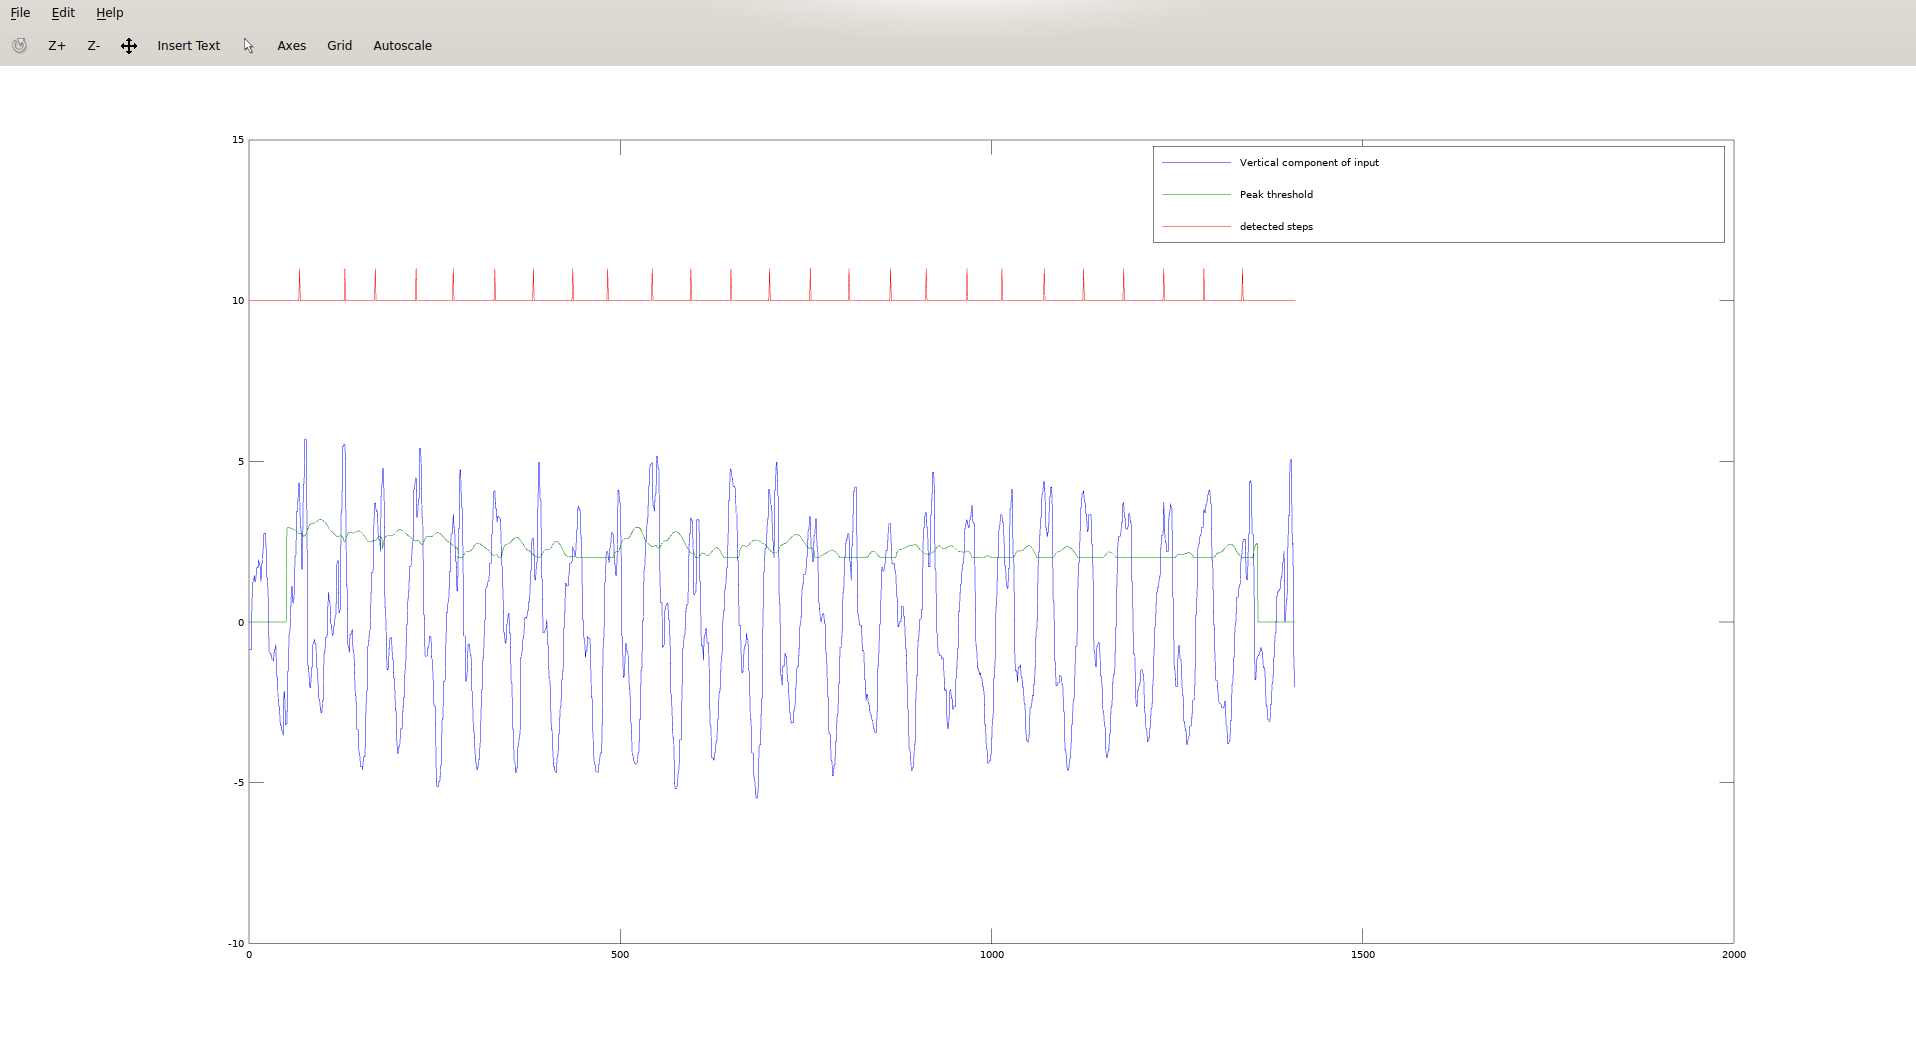 File Edit Help
Z+ Z- Insert Text Axes Grid Autoscale
15
Vertical component of input
Peak threshold
detected steps
10
5
0
-5
-10
0 500 1000 1500 2000